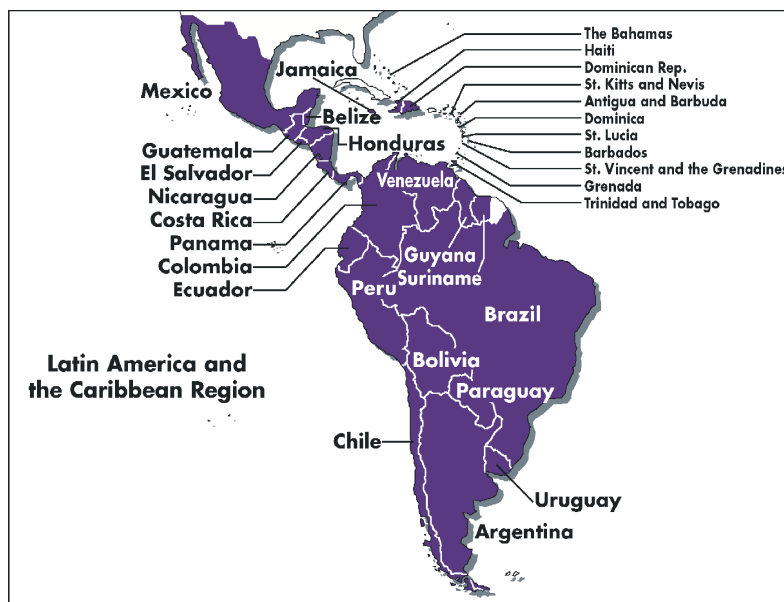 The Bahamas
Haiti
Dominican Rep.
St. Kitts and Nevis
Antigua and Barbuda
Dominica
St. Lucia
Barbados
St. Vincent and the Grenadines
Grenada
Trinidad and Tobago
Jamaica
Mexico
Belize
Honduras
Guatemala
El Salvador
Nicaragua
Costa Rica
Panama
Colombia
Ecuador
Venezuela
Guyana
Suriname
Peru
Brazil
Bolivia
Paraguay
Latin America and
the Caribbean Region
Chile
Uruguay
Argentina